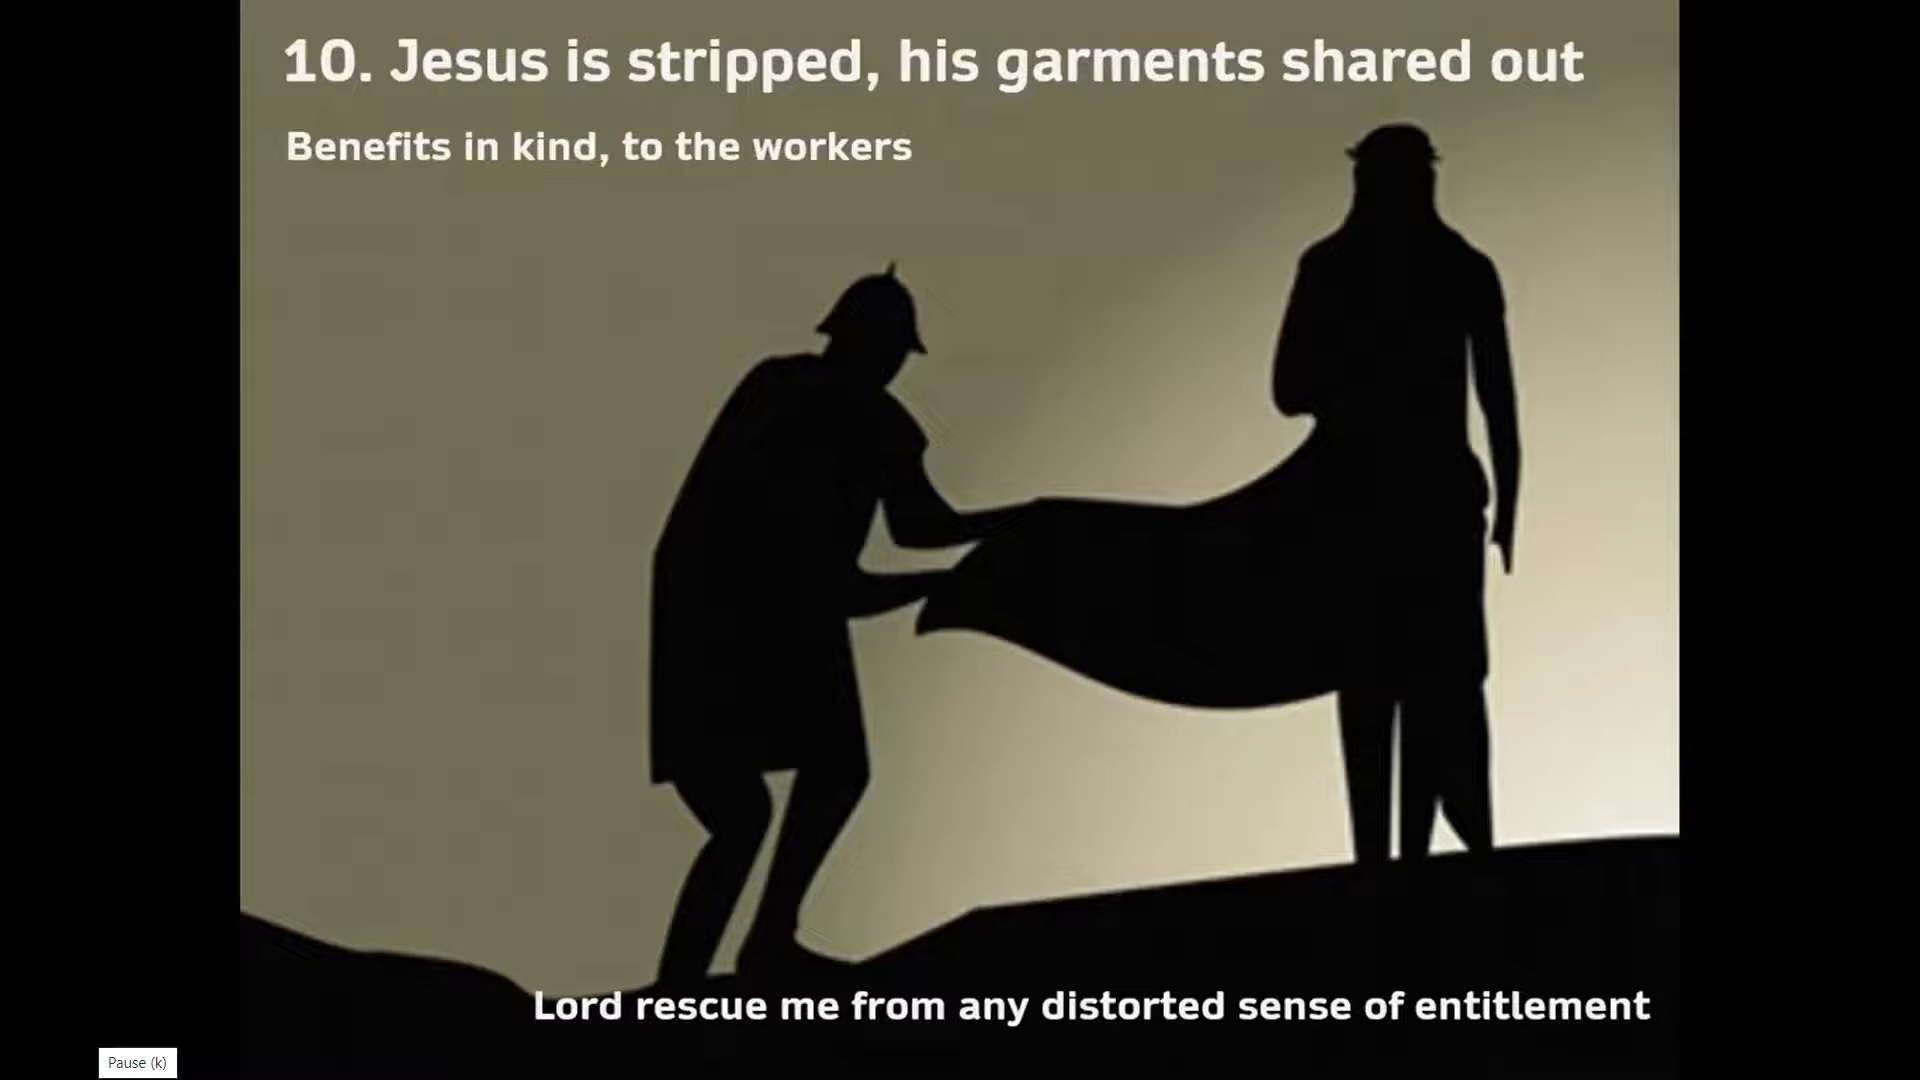 10. Jesus is stripped, his garments shared out
Benefits in kind, to the workers
Lord rescue me from any distorted sense of entitlement
Pause (k)